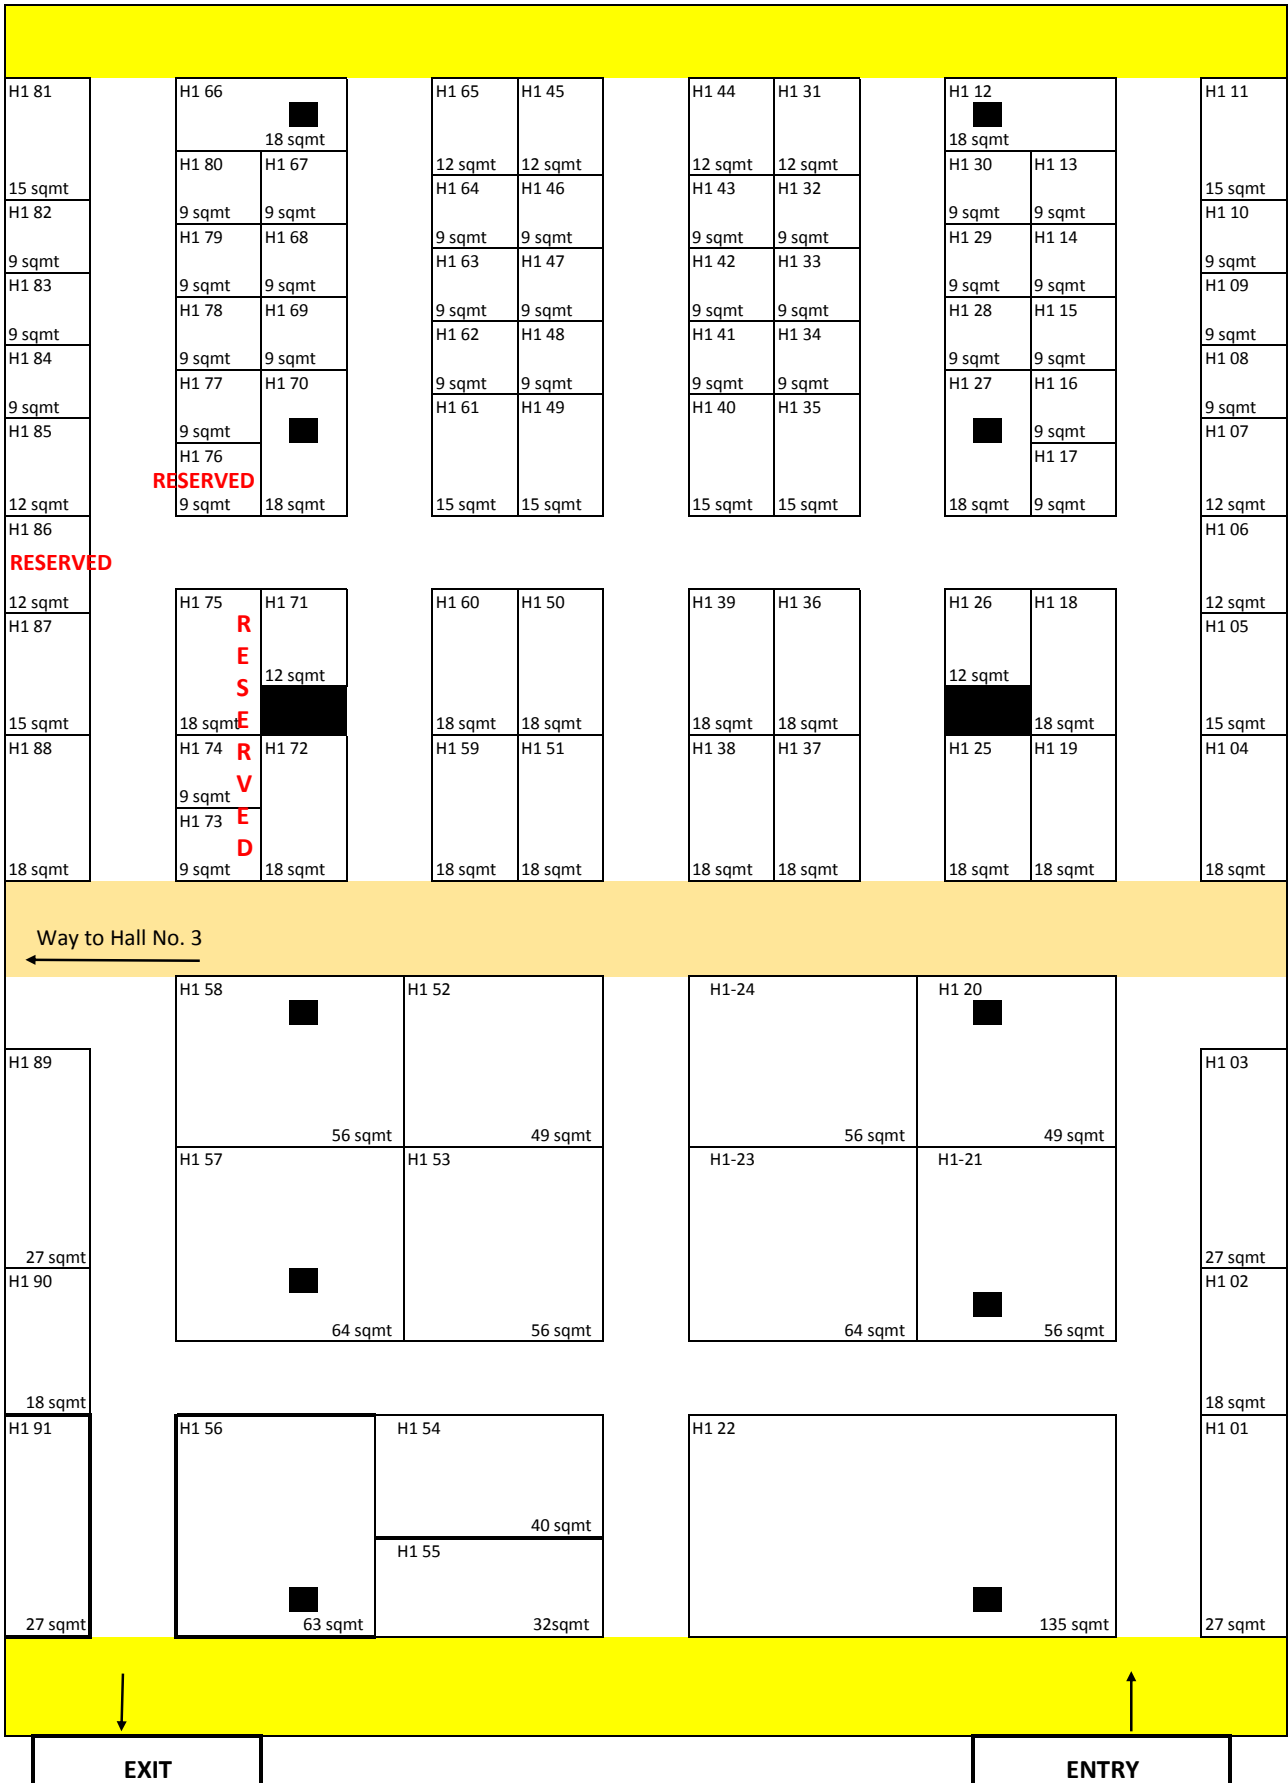 H1 81 H1 66 H1 65 H1 45 H1 44 H1 31 H1 12 H1 11
18 sqmt 18 sqmt
H1 80 H1 67 12 sqmt 12 sqmt 12 sqmt 12 sqmt H1 30 H1 13
15 sqmt H1 64 H1 46 H1 43 H1 32 15 sqmt
H1 82 9 sqmt 9 sqmt 9 sqmt 9 sqmt H1 10
H1 79 H1 68 9 sqmt 9 sqmt 9 sqmt 9 sqmt H1 29 H1 14
9 sqmt H1 63 H1 47 H1 42 H1 33 9 sqmt
H1 83 9 sqmt 9 sqmt 9 sqmt 9 sqmt H1 09
H1 78 H1 69 9 sqmt 9 sqmt 9 sqmt 9 sqmt H1 28 H1 15
9 sqmt H1 62 H1 48 H1 41 H1 34 9 sqmt
H1 84 9 sqmt 9 sqmt 9 sqmt 9 sqmt H1 08
H1 77 H1 70 9 sqmt 9 sqmt 9 sqmt 9 sqmt H1 27 H1 16
9 sqmt H1 61 H1 49 H1 40 H1 35 9 sqmt
H1 85 9 sqmt 9 sqmt H1 07
H1 76 H1 17
RESERVED
12 sqmt 9 sqmt 18 sqmt 15 sqmt 15 sqmt 15 sqmt 15 sqmt 18 sqmt 9 sqmt 12 sqmt
H1 86 H1 06
RESERVED
12 sqmt H1 75 H1 71 H1 60 H1 50 H1 39 H1 36 H1 26 H1 18 12 sqmt
H1 87 RESERVED H1 05
12 sqmt 12 sqmt
15 sqmt 18 sqmt 18 sqmt 18 sqmt 18 sqmt 18 sqmt 18 sqmt 15 sqmt
H1 88 H1 74 H1 72 H1 59 H1 51 H1 38 H1 37 H1 25 H1 19 H1 04
9 sqmt
H1 73
18 sqmt 9 sqmt 18 sqmt 18 sqmt 18 sqmt 18 sqmt 18 sqmt 18 sqmt 18 sqmt 18 sqmt
Way to Hall No. 3
H1 58 H1 52 H1-24 H1 20
H1 89 H1 03
56 sqmt 49 sqmt 56 sqmt 49 sqmt
H1 57 H1 53 H1-23 H1-21
27 sqmt 27 sqmt
H1 90 H1 02
64 sqmt 56 sqmt 64 sqmt 56 sqmt
18 sqmt 18 sqmt
H1 91 H1 56 H1 54 H1 22 H1 01
40 sqmt
H1 55
27 sqmt 63 sqmt 32sqmt 135 sqmt 27 sqmt
EXIT ENTRY